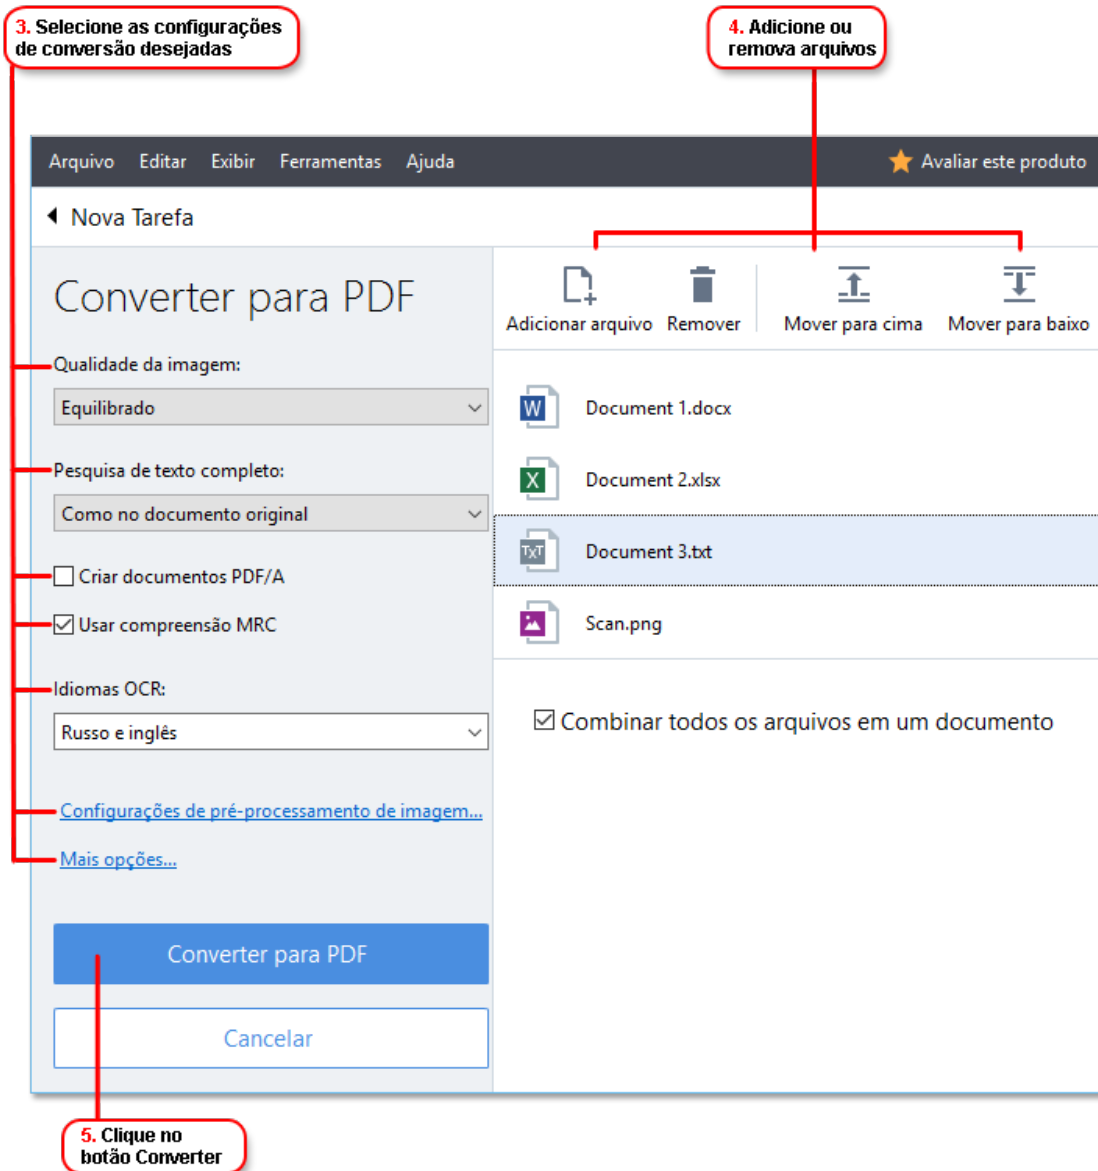 3. Selecione as configurações
de conversão desejadas
4. Adicione ou
remova arquivos
Arquivo Editar Exibir Ferramentas Ajuda
Avaliar este produto
Nova Tarefa
Converter para PDF
Adicionar arquivo Remover Mover para cima Mover para baixo
Qualidade da imagem:
Equilibrado
Pesquisa de texto completo:
Como no documento original
Criar documentos PDF/A
Usar compreensão MRC
Idiomas OCR:
Russo e inglês
Configurações de pré-processamento de imagem...
Mais opções...
Converter para PDF
Cancelar
W Document 1.docx
X Document 2.xlsx
TXT Document 3.txt
Scan.png
Combinar todos os arquivos em um documento
5. Clique no
botão Converter